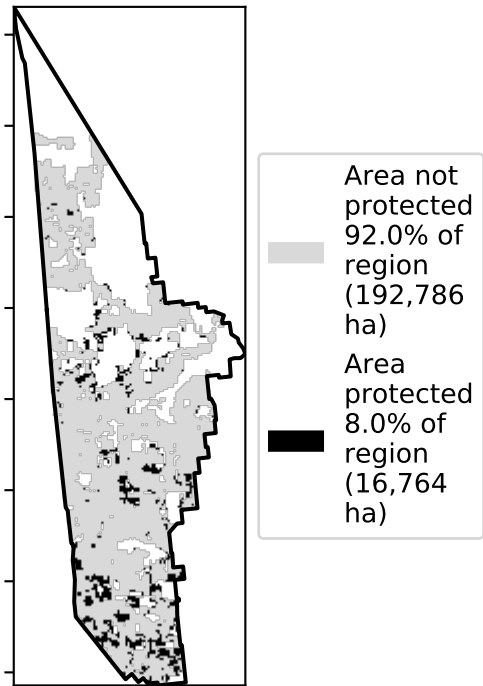 Area not
protected
92.0% of
region
(192,786
ha)
Area
protected
8.0% of
region
(16,764
ha)